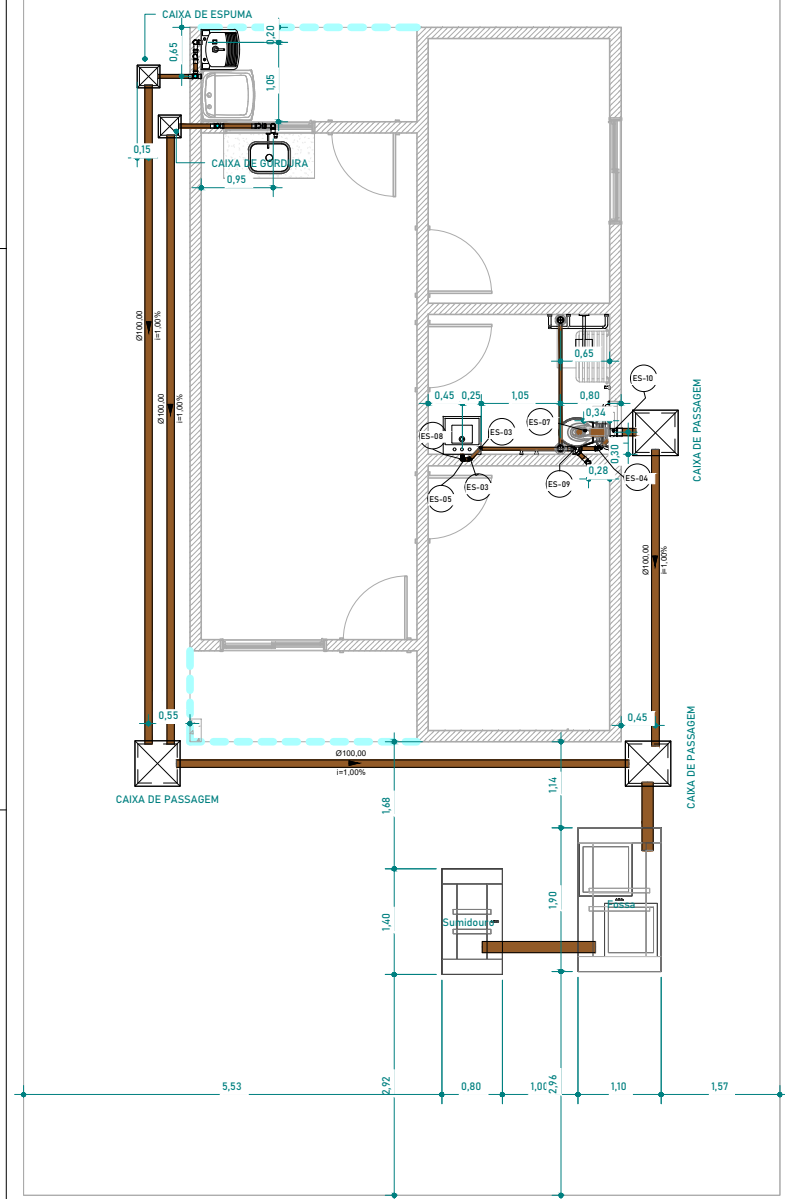 CAIXA DE ESPUMA
0,20
0,65
1,05
0,15
CAIXA DE GORDURA
0,95
Ø100,00
i=1,00%
Ø100,00
i=1,00%
0,65
0,45
0,25
1,05
0,80
ES-10
CAIXA DE PASSAGEM
0,34
ES-07
ES-08
ES-03
0,30
0,28
ES-05
ES-03
ES-09
ES-04
Ø100,00
i=1,00%
0,55
0,45
CAIXA DE PASSAGEM
Ø100,00
i=1,00%
CAIXA DE PASSAGEM
1,68
1,14
1,40
1,90
Sumidouro
Fossa
5,53
2,92
0,80
1,00
2,96
1,10
1,57